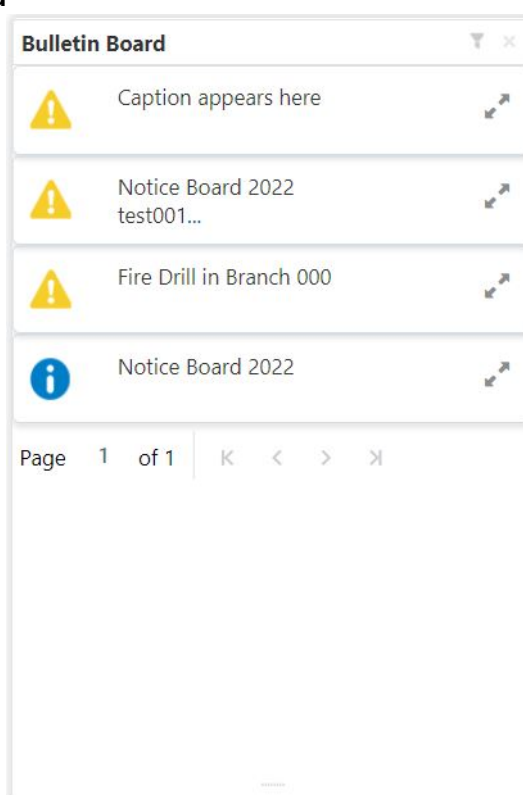 Bulletin Board
Caption appears here
Notice Board 2022
test001...
Fire Drill in Branch 000
Notice Board 2022
Page 1 of 1